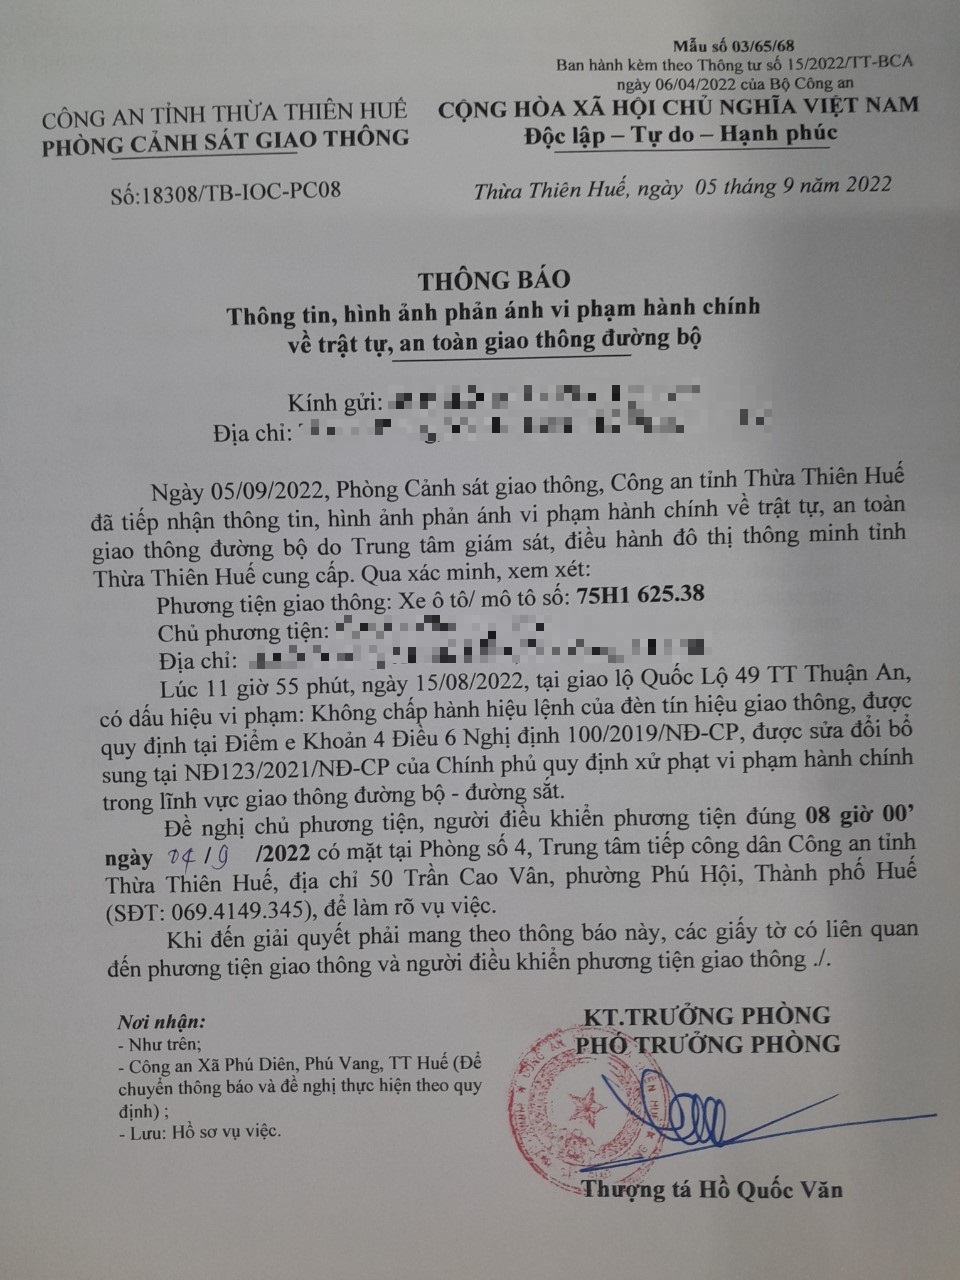 Mẫu số 03/65/68
Ban hành kèm theo Thông tư số 15/2022/TT-BCA
ngày 06/04/2022 của Bộ Công an
CÔNG AN TỈNH THỪA THIÊN HUẾ
PHÒNG CẢNH SÁT GIAO THÔNG
CỘNG HÒA XÃ HỘI CHỦ NGHĨA VIỆT NAM
Độc lập – Tự do – Hạnh phúc
Số:18308/TB-IOC-PC08
Thừa Thiên Huế, ngày 05 tháng 9 năm 2022
THÔNG BÁO
Thông tin, hình ảnh phản ánh vi phạm hành chính
về trật tự, an toàn giao thông đường bộ
Kính gửi:
Địa chỉ:
Ngày 05/09/2022, Phòng Cảnh sát giao thông, Công an tỉnh Thừa Thiên Huế
đã tiếp nhận thông tin, hình ảnh phản ánh vi phạm hành chính về trật tự, an toàn
giao thông đường bộ do Trung tâm giám sát, điều hành đô thị thông minh tỉnh
Thừa Thiên Huế cung cấp. Qua xác minh, xem xét:
Phương tiện giao thông: Xe ô tô/ mô tô số: 75H1 625.38
Chủ phương tiện:
Địa chỉ:
Lúc 11 giờ 55 phút, ngày 15/08/2022, tại giao lộ Quốc Lộ 49 TT Thuận An,
có dấu hiệu vi phạm: Không chấp hành hiệu lệnh của đèn tín hiệu giao thông, được
quy định tại Điểm e Khoản 4 Điều 6 Nghị định 100/2019/NĐ-CP, được sửa đổi bổ
sung tại NĐ123/2021/NĐ-CP của Chính phủ quy định xử phạt vi phạm hành chính
trong lĩnh vực giao thông đường bộ - đường sắt.
Đề nghị chủ phương tiện, người điều khiển phương tiện đúng 08 giờ 00’
ngày /9 /2022 có mặt tại Phòng số 4, Trung tâm tiếp công dân Công an tỉnh
Thừa Thiên Huế, địa chỉ 50 Trần Cao Vân, phường Phú Hội, Thành phố Huế
(SĐT: 069.4149.345), để làm rõ vụ việc.
Khi đến giải quyết phải mang theo thông báo này, các giấy tờ có liên quan
đến phương tiện giao thông và người điều khiển phương tiện giao thông ./.
Nơi nhận:
- Như trên;
- Công an Xã Phú Diên, Phú Vang, TT Huế (Để
chuyển thông báo và đề nghị thực hiện theo quy
định) ;
- Lưu: Hồ sơ vụ việc.
KT.TRƯỞNG PHÒNG
PHÓ TRƯỞNG PHÒNG
Thượng tá Hồ Quốc Văn